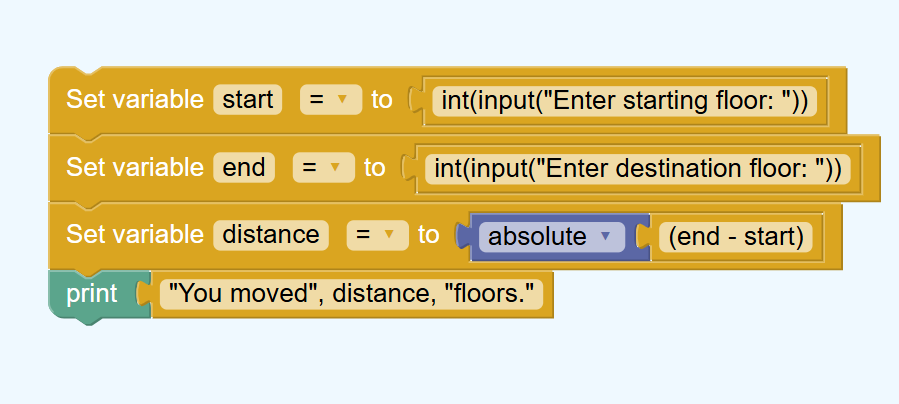 Set variable start = ▾ to int(input("Enter starting floor: "))
Set variable end = ▾ to int(input("Enter destination floor: "))
Set variable distance = ▾ to absolute ▾ (end - start)
print "You moved", distance, "floors."